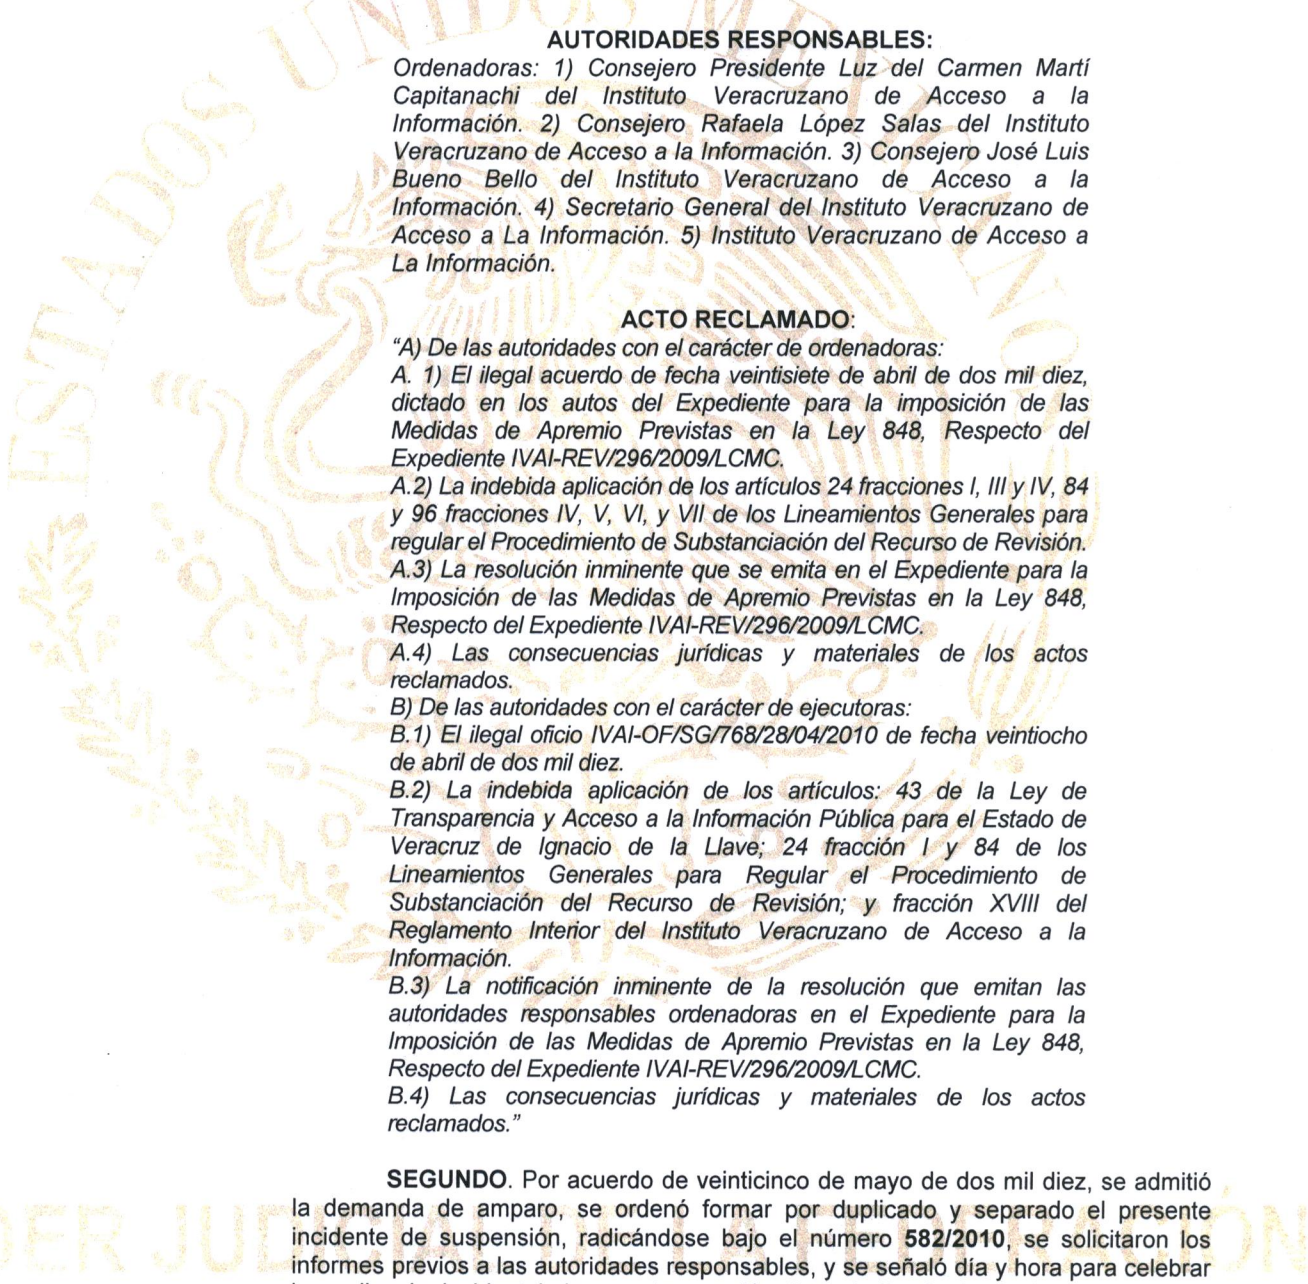 AUTORIDADES RESPONSABLES:
Ordenadoras: 1) Consejero Presidente Luz del Carmen Martí
Capitanachi del Instituto Veracruzano de Acceso a la
Información. 2) Consejero Rafaela López Salas del Instituto
Veracruzano de Acceso a la Información. 3) Consejero José Luis
Bueno Bello del Instituto Veracruzano de Acceso a la
Información. 4) Secretario General del Instituto Veracruzano de
Acceso a La Información. 5) Instituto Veracruzano de Acceso a
La Información.
ACTO RECLAMADO:
“A) De las autoridades con el carácter de ordenadoras:
A. 1) El ilegal acuerdo de fecha veintisiete de abril de dos mil diez,
dictado en los autos del Expediente para la imposición de las
Medidas de Apremio Previstas en la Ley 848, Respecto del
Expediente IVAI-REV/296/2009/LCMC.
A.2) La indebida aplicación de los artículos 24 fracciones I, III y IV, 84
y 96 fracciones IV, V, VI, y VII de los Lineamientos Generales para
regular el Procedimiento de Substanciación del Recurso de Revisión.
A.3) La resolución inminente que se emita en el Expediente para la
Imposición de las Medidas de Apremio Previstas en la Ley 848,
Respecto del Expediente IVAI-REV/296/2009/LCMC.
A.4) Las consecuencias jurídicas y materiales de los actos
reclamados.
B) De las autoridades con el carácter de ejecutoras:
B.1) El ilegal oficio IVAI-OF/SG/768/28/04/2010 de fecha veintiocho
de abril de dos mil diez.
B.2) La indebida aplicación de los artículos: 43 de la Ley de
Transparencia y Acceso a la Información Pública para el Estado de
Veracruz de Ignacio de la Llave; 24 fracción I y 84 de los
Lineamientos Generales para Regular el Procedimiento de
Substanciación del Recurso de Revisión; y fracción XVIII del
Reglamento Interior del Instituto Veracruzano de Acceso a la
Información.
B.3) La notificación inminente de la resolución que emitan las
autoridades responsables ordenadoras en el Expediente para la
Imposición de las Medidas de Apremio Previstas en la Ley 848,
Respecto del Expediente IVAI-REV/296/2009/LCMC.
B.4) Las consecuencias jurídicas y materiales de los actos
reclamados.”
SEGUNDO. Por acuerdo de veinticinco de mayo de dos mil diez, se admitió
la demanda de amparo, se ordenó formar por duplicado y separado el presente
incidente de suspensión, radicándose bajo el número 582/2010, se solicitaron los
informes previos a las autoridades responsables, y se señaló día y hora para celebrar
ESTADOS UNIDOS MEXICANOS
DER JUDICIAL DE LA FEDERACIÓN